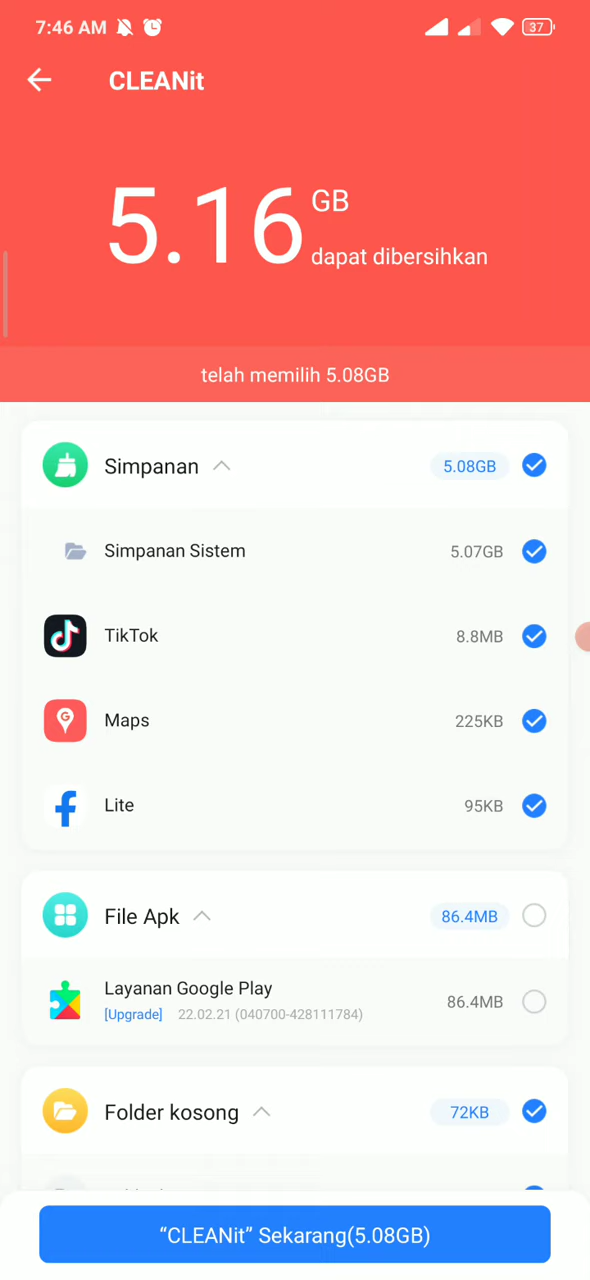 7:46 AM
37
CLEANit
5.16 GB
dapat dibersihkan
telah memilih 5.08GB
Simpanan 5.08GB
Simpanan Sistem 5.07GB
TikTok 8.8MB
G
Maps 225KB
Lite 95KB
File Apk 86.4MB
Layanan Google Play
[Upgrade] 22.02.21 (040700-428111784)
86.4MB
Folder kosong 72KB
“CLEANit” Sekarang(5.08GB)